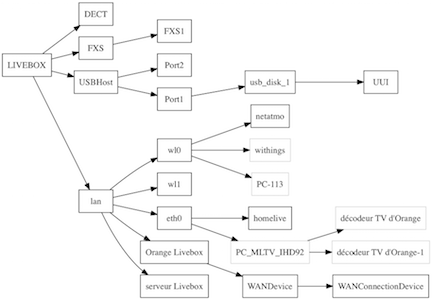 DECT
FXS1
FXS
LIVEBOX
Port2
USBHost
usb_disk_1
UUI
Port1
netatmo
wl0
withings
wl1
PC-113
lan
eth0
homelive
décodeur TV d'Orange
Orange Livebox
PC_MLTV_IHD92
décodeur TV d'Orange-1
serveur Livebox
WANDevice
WANConnectionDevice